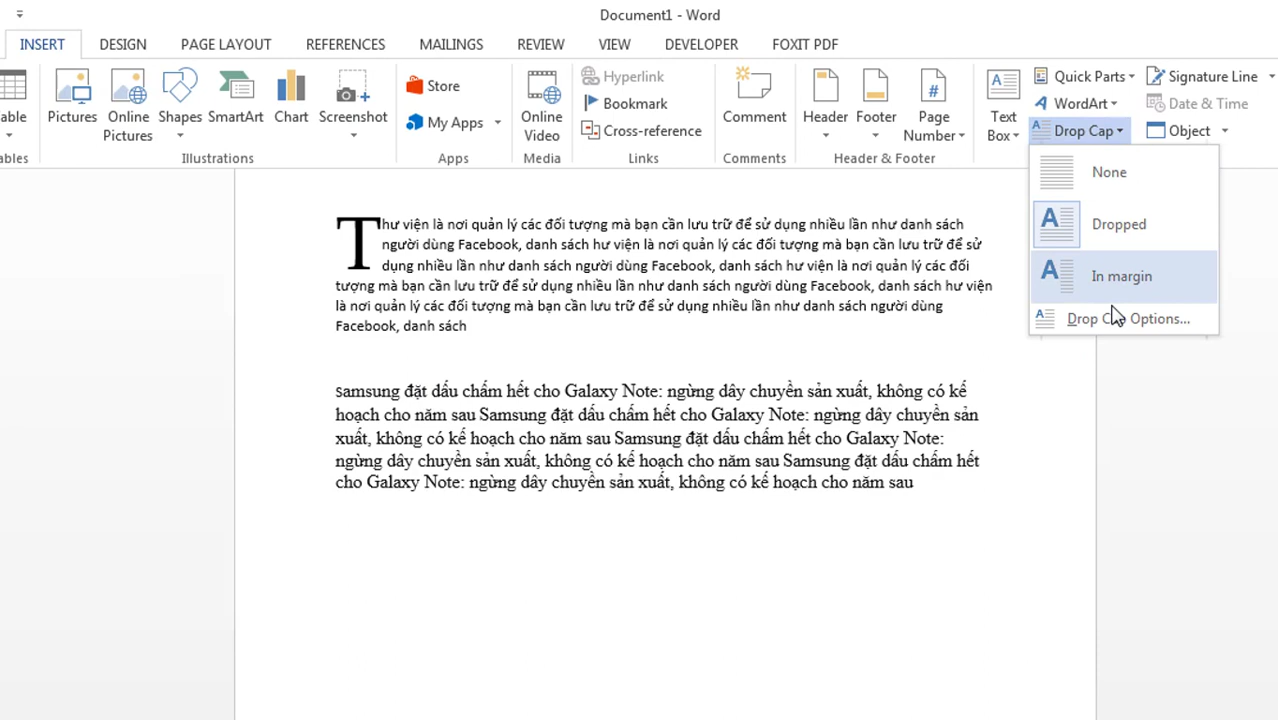 Document1 - Word
INSERT DESIGN PAGE LAYOUT REFERENCES MAILINGS REVIEW VIEW DEVELOPER FOXIT PDF
able
Pictures
Online
Pictures
Shapes
SmartArt
Chart
Screenshot
Store
My Apps
Online
Video
Hyperlink
Bookmark
Cross-reference
Comment
Header
Footer
Page
Number
#
Text
Box
Quick Parts
WordArt
Drop Cap
Signature Line
Date & Time
Object
ables Illustrations Apps Media Links Comments Header & Footer
None
Dropped
In margin
Drop Options...
Thư viện là nơi quản lý các đối tượng mà bạn cần lưu trữ để sử dụng nhiều lần như danh sách
người dùng Facebook, danh sách hư viện là nơi quản lý các đối tượng mà bạn cần lưu trữ để sử
dụng nhiều lần như danh sách người dùng Facebook, danh sách hư viện là nơi quản lý các đối
tượng mà bạn cần lưu trữ để sử dụng nhiều lần như danh sách người dùng Facebook, danh sách hư viện
là nơi quản lý các đối tượng mà bạn cần lưu trữ để sử dụng nhiều lần như danh sách người dùng
Facebook, danh sách
Samsung đặt dấu chấm hết cho Galaxy Note: ngừng dây chuyền sản xuất, không có kế
hoạch cho năm sau Samsung đặt dấu chấm hết cho Galaxy Note: ngừng dây chuyền sản
xuất, không có kế hoạch cho năm sau Samsung đặt dấu chấm hết cho Galaxy Note:
ngừng dây chuyền sản xuất, không có kế hoạch cho năm sau Samsung đặt dấu chấm hết
cho Galaxy Note: ngừng dây chuyền sản xuất, không có kế hoạch cho năm sau